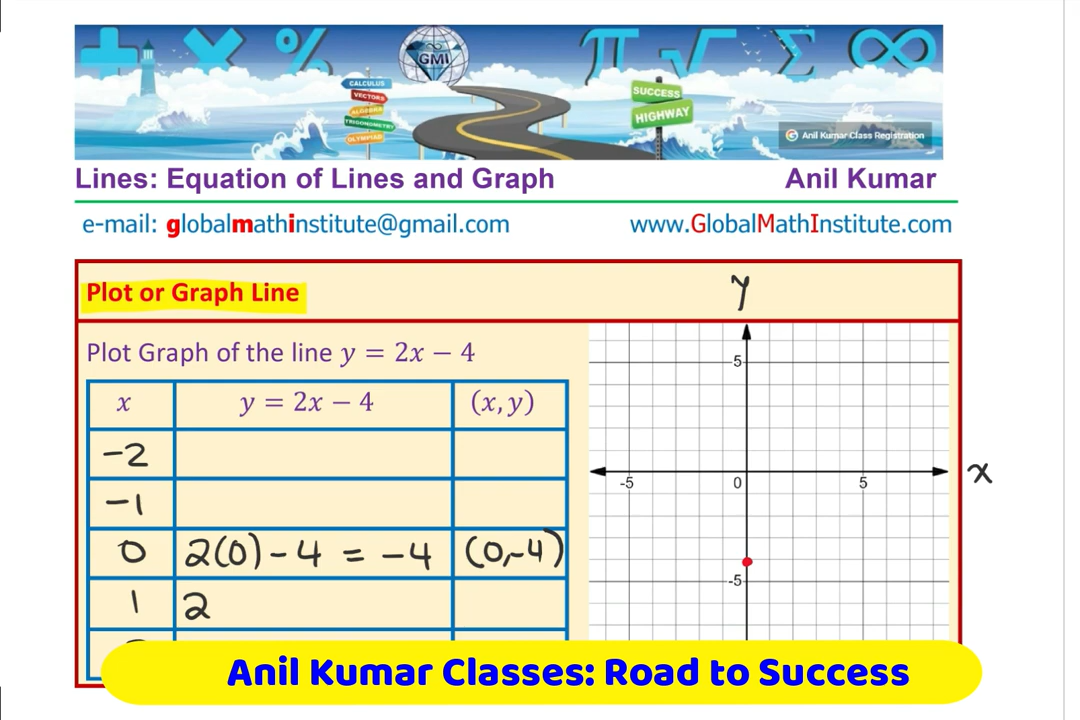 + × % GMI π √ Σ ∞
CALCULUS
VECTORS
ALGEBRA
TRIGONOMETRY
OLYMPIAD
SUCCESS
HIGHWAY
G Anil Kumar Class Registration
Lines: Equation of Lines and Graph Anil Kumar
e-mail: globalmathinstitute@gmail.com www.GlobalMathInstitute.com
Plot or Graph Line
y
Plot Graph of the line y = 2x − 4
x y = 2x − 4 (x, y)
-2
-1
0 2(0) - 4 = -4 (0,-4)
1 2
5
-5 0 5 x
-5
Anil Kumar Classes: Road to Success